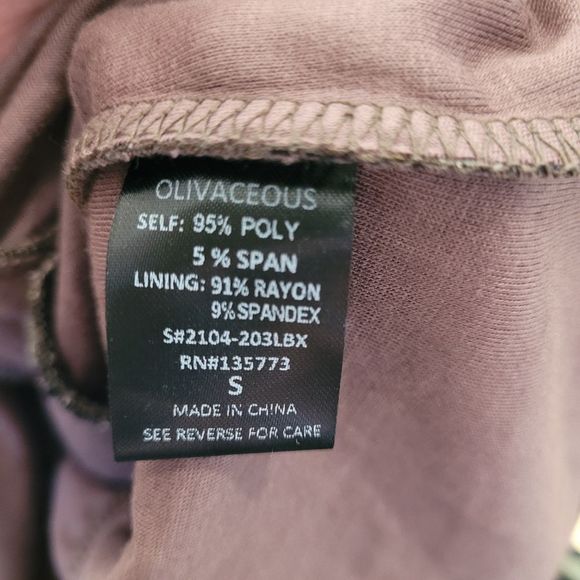 OLIVACEOUS
SELF: 95% POLY
5 % SPAN
LINING: 91% RAYON
9% SPANDEX
S#2104-203LBX
RN#135773
S
MADE IN CHINA
SEE REVERSE FOR CARE